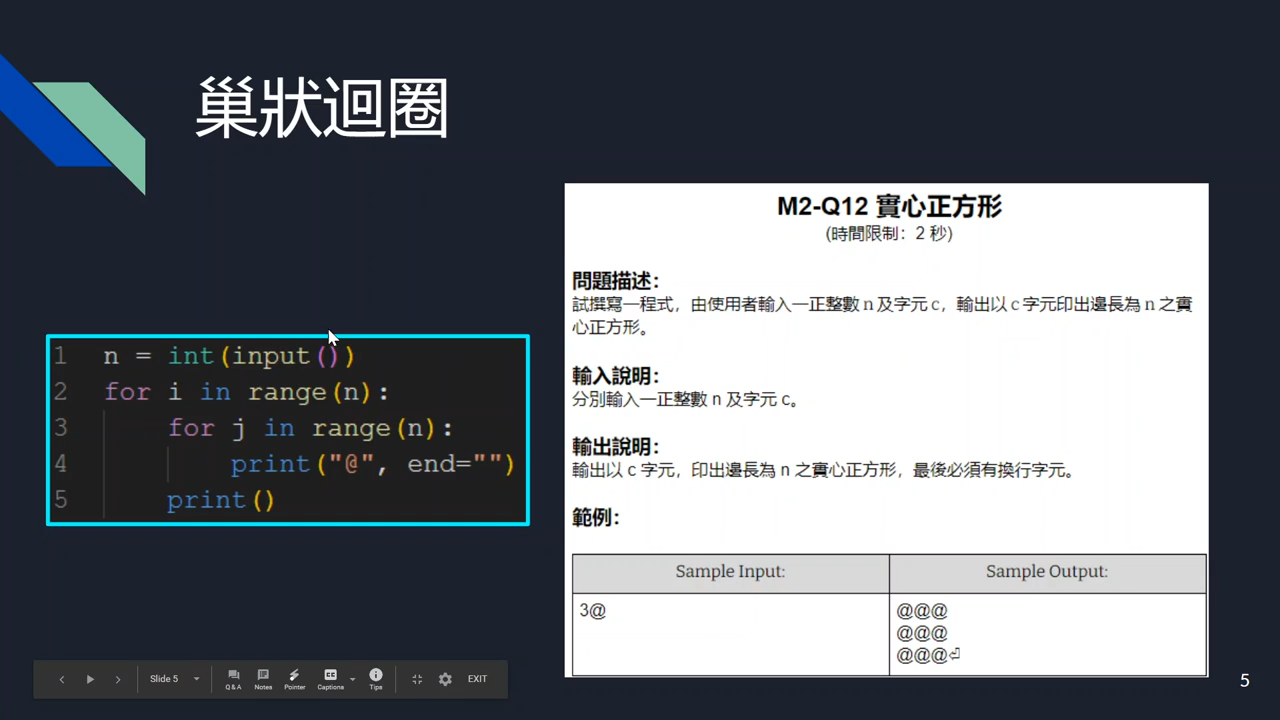 巢狀迴圈
1 n = int(input())
2 for i in range(n):
3 for j in range(n):
4 print("@", end="")
5 print()
M2-Q12 實心正方形
(時間限制：2 秒)
問題描述：
試撰寫一程式，由使用者輸入一正整數 n 及字元 c，輸出以 c 字元印出邊長為 n 之實
心正方形。
輸入說明：
分別輸入一正整數 n 及字元 c。
輸出說明：
輸出以 c 字元，印出邊長為 n 之實心正方形，最後必須有換行字元。
範例：
Sample Input: Sample Output:
3@ @@@
@@@
@@@⏎
Slide 5 Q&A Notes Pointer Captions Tips EXIT
5